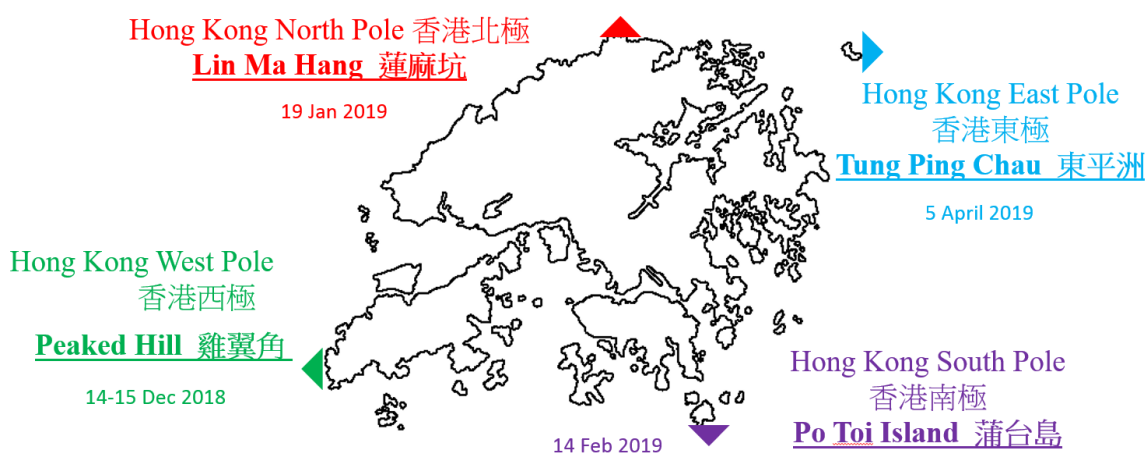 Hong Kong North Pole 香港北極
Lin Ma Hang 蓮麻坑
19 Jan 2019
Hong Kong East Pole
香港東極
Tung Ping Chau 東平洲
5 April 2019
Hong Kong West Pole
香港西極
Peaked Hill 雞翼角
14-15 Dec 2018
Hong Kong South Pole
香港南極
Po Toi Island 蒲台島
14 Feb 2019